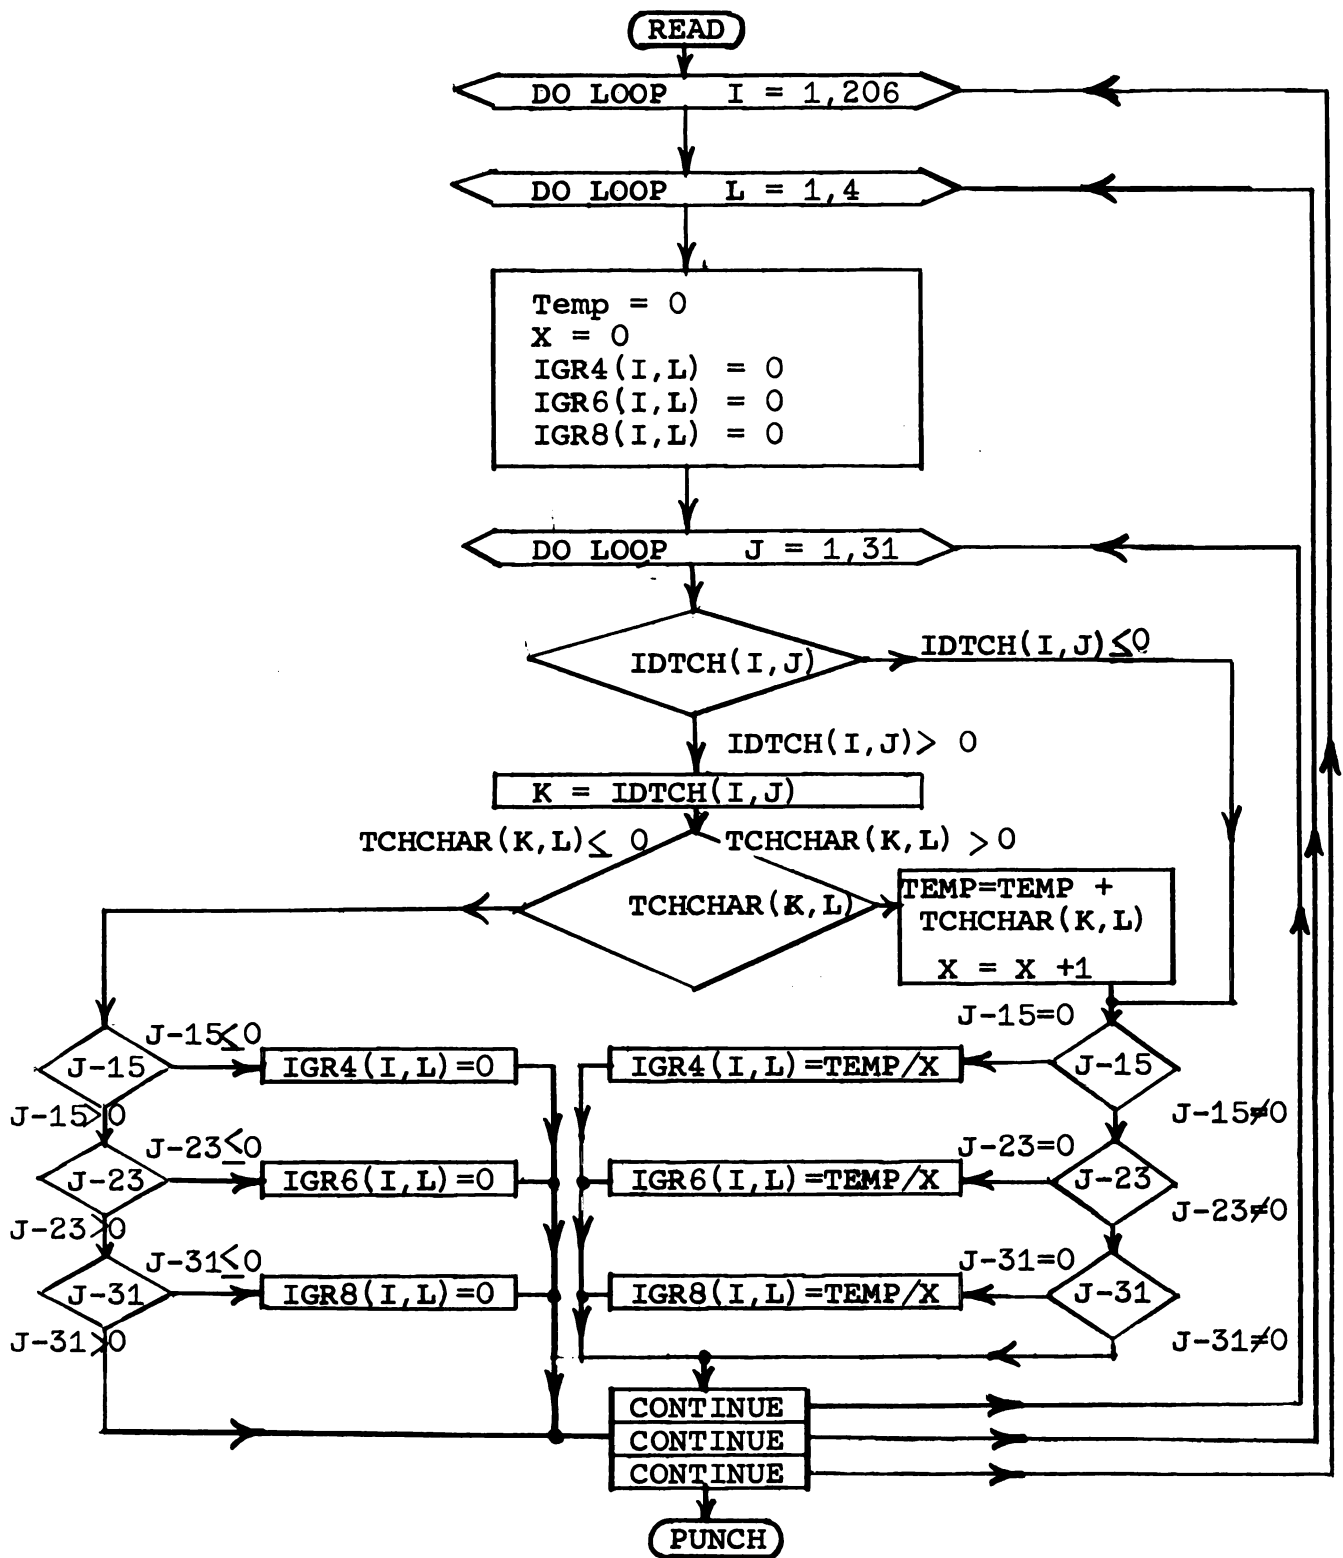 READ
DO LOOP I = 1,206
DO LOOP L = 1,4
Temp = 0
X = 0
IGR4(I,L) = 0
IGR6(I,L) = 0
IGR8(I,L) = 0
DO LOOP J = 1,31
IDTCH(I,J)
IDTCH(I,J)≤0
IDTCH(I,J)> 0
K = IDTCH(I,J)
TCHCHAR(K,L)≤ 0
TCHCHAR(K,L) >0
TCHCHAR(K,L)
TEMP=TEMP +
TCHCHAR(K,L)
X = X +1
J-15≤0
J-15
IGR4(I,L)=0
J-15>0
J-15=0
IGR4(I,L)=TEMP/X
J-15
J-15≠0
J-23≤0
J-23
IGR6(I,L)=0
J-23>0
J-23=0
IGR6(I,L)=TEMP/X
J-23
J-23≠0
J-31≤0
J-31
IGR8(I,L)=0
J-31>0
J-31=0
IGR8(I,L)=TEMP/X
J-31
J-31≠0
CONTINUE
CONTINUE
CONTINUE
PUNCH